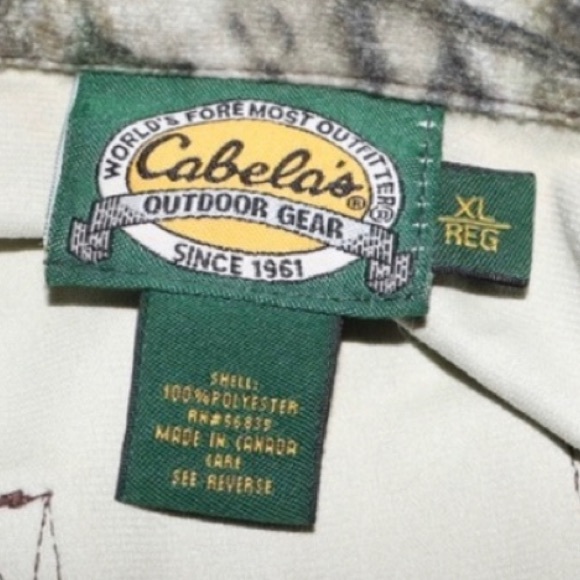 WORLD'S FOREMOST OUTFITTER®
Cabela's®
OUTDOOR GEAR
SINCE 1961
XL
REG
SHELL:
100%POLYESTER
RN#56835
MADE IN CANADA
CARE
SEE REVERSE